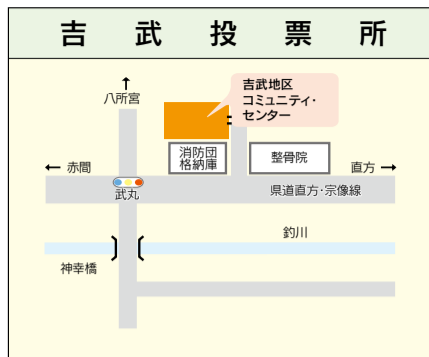 吉武投票所
↑
八所宮
吉武地区
コミュニティ・
センター
消防団
格納庫
整骨院
← 赤間
直方 →
武丸
県道直方・宗像線
釣川
神幸橋